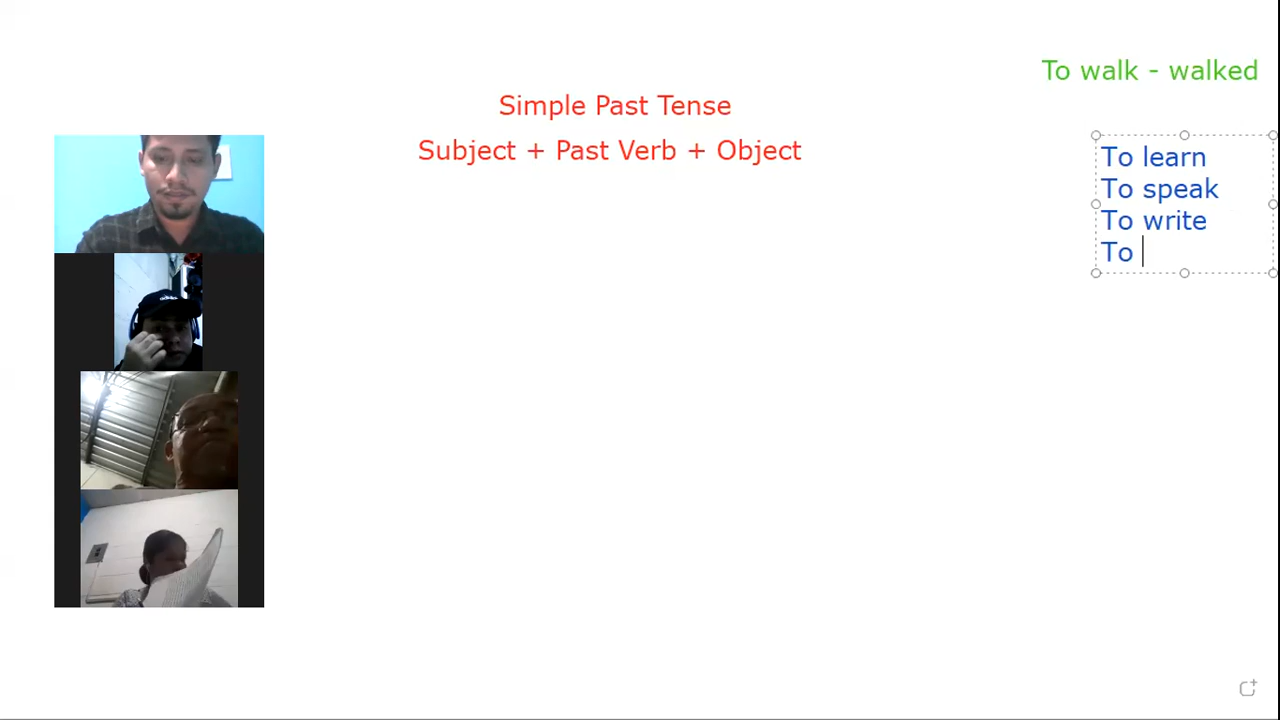 To walk - walked
Simple Past Tense
Subject + Past Verb + Object
To learn
To speak
To write
To